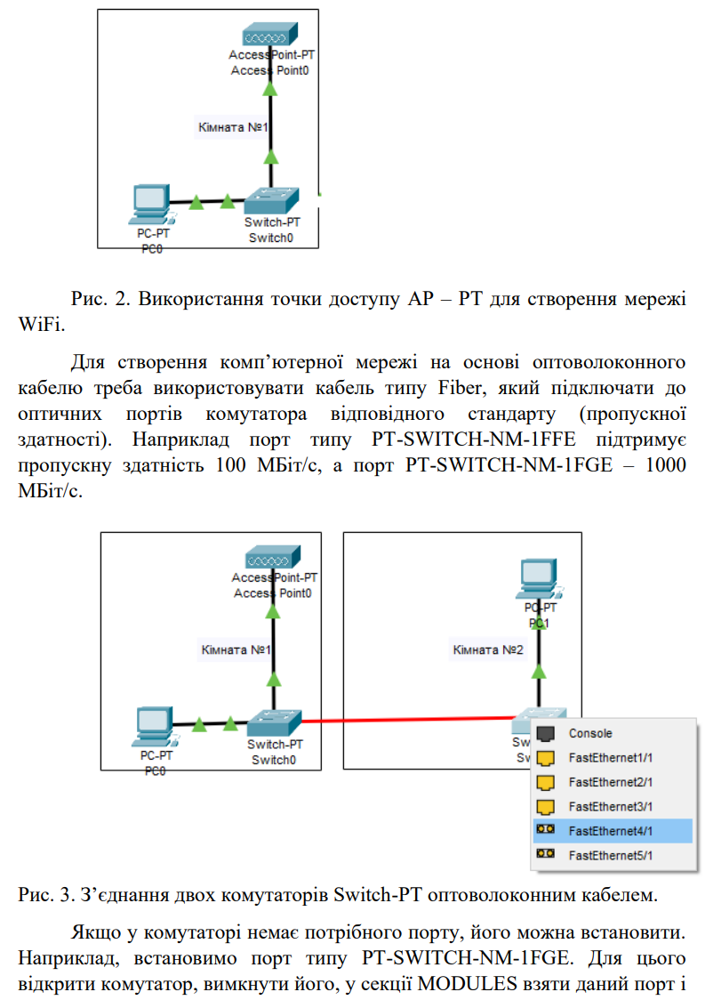 AccessPoint-PT
Access Point0
Кімната №1
PC-PT
PC0
Switch-PT
Switch0
Рис. 2. Використання точки доступу AP – PT для створення мережі
WiFi.
Для створення комп’ютерної мережі на основі оптоволоконного
кабелю треба використовувати кабель типу Fiber, який підключати до
оптичних портів комутатора відповідного стандарту (пропускної
здатності). Наприклад порт типу PT-SWITCH-NM-1FFE підтримує
пропускну здатність 100 МБіт/с, а порт PT-SWITCH-NM-1FGE – 1000
МБіт/с.
AccessPoint-PT
Access Point0
Кімната №1
PC-PT
PC0
Switch-PT
Switch0
PC-PT
PC1
Кімната №2
Sw
Sv
Console
FastEthernet1/1
FastEthernet2/1
FastEthernet3/1
FastEthernet4/1
FastEthernet5/1
Рис. 3. З’єднання двох комутаторів Switch-PT оптоволоконним кабелем.
Якщо у комутаторі немає потрібного порту, його можна встановити.
Наприклад, встановимо порт типу PT-SWITCH-NM-1FGE. Для цього
відкрити комутатор, вимкнути його, у секції MODULES взяти даний порт і